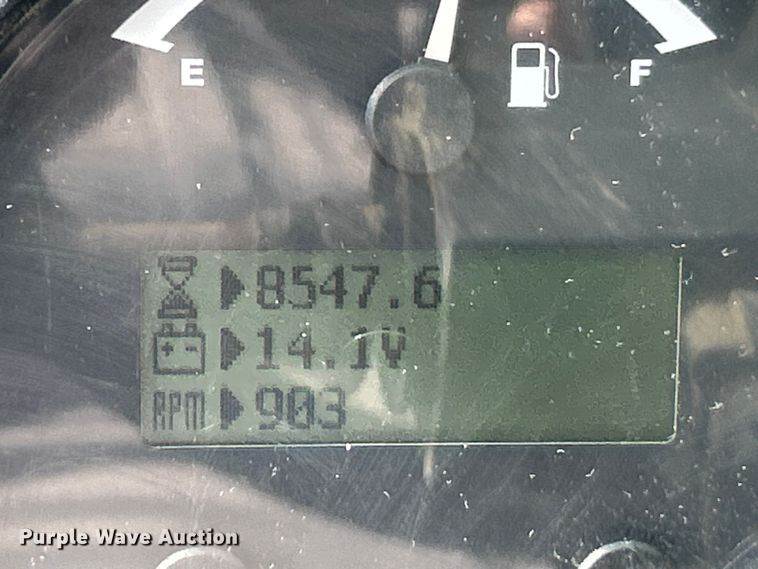 E F
8547.6
14.1V
RPM 903
Purple Wave Auction